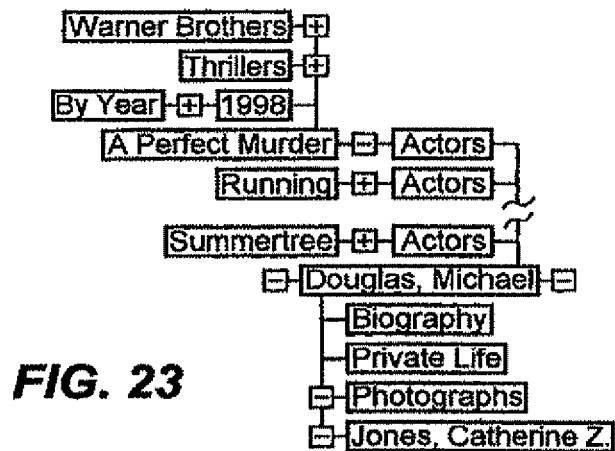 Warner Brothers +
Thrillers +
By Year + 1998
A Perfect Murder - Actors
Running + Actors
Summertree + Actors
- Douglas, Michael -
Biography
Private Life
- Photographs
- Jones, Catherine Z.
FIG. 23